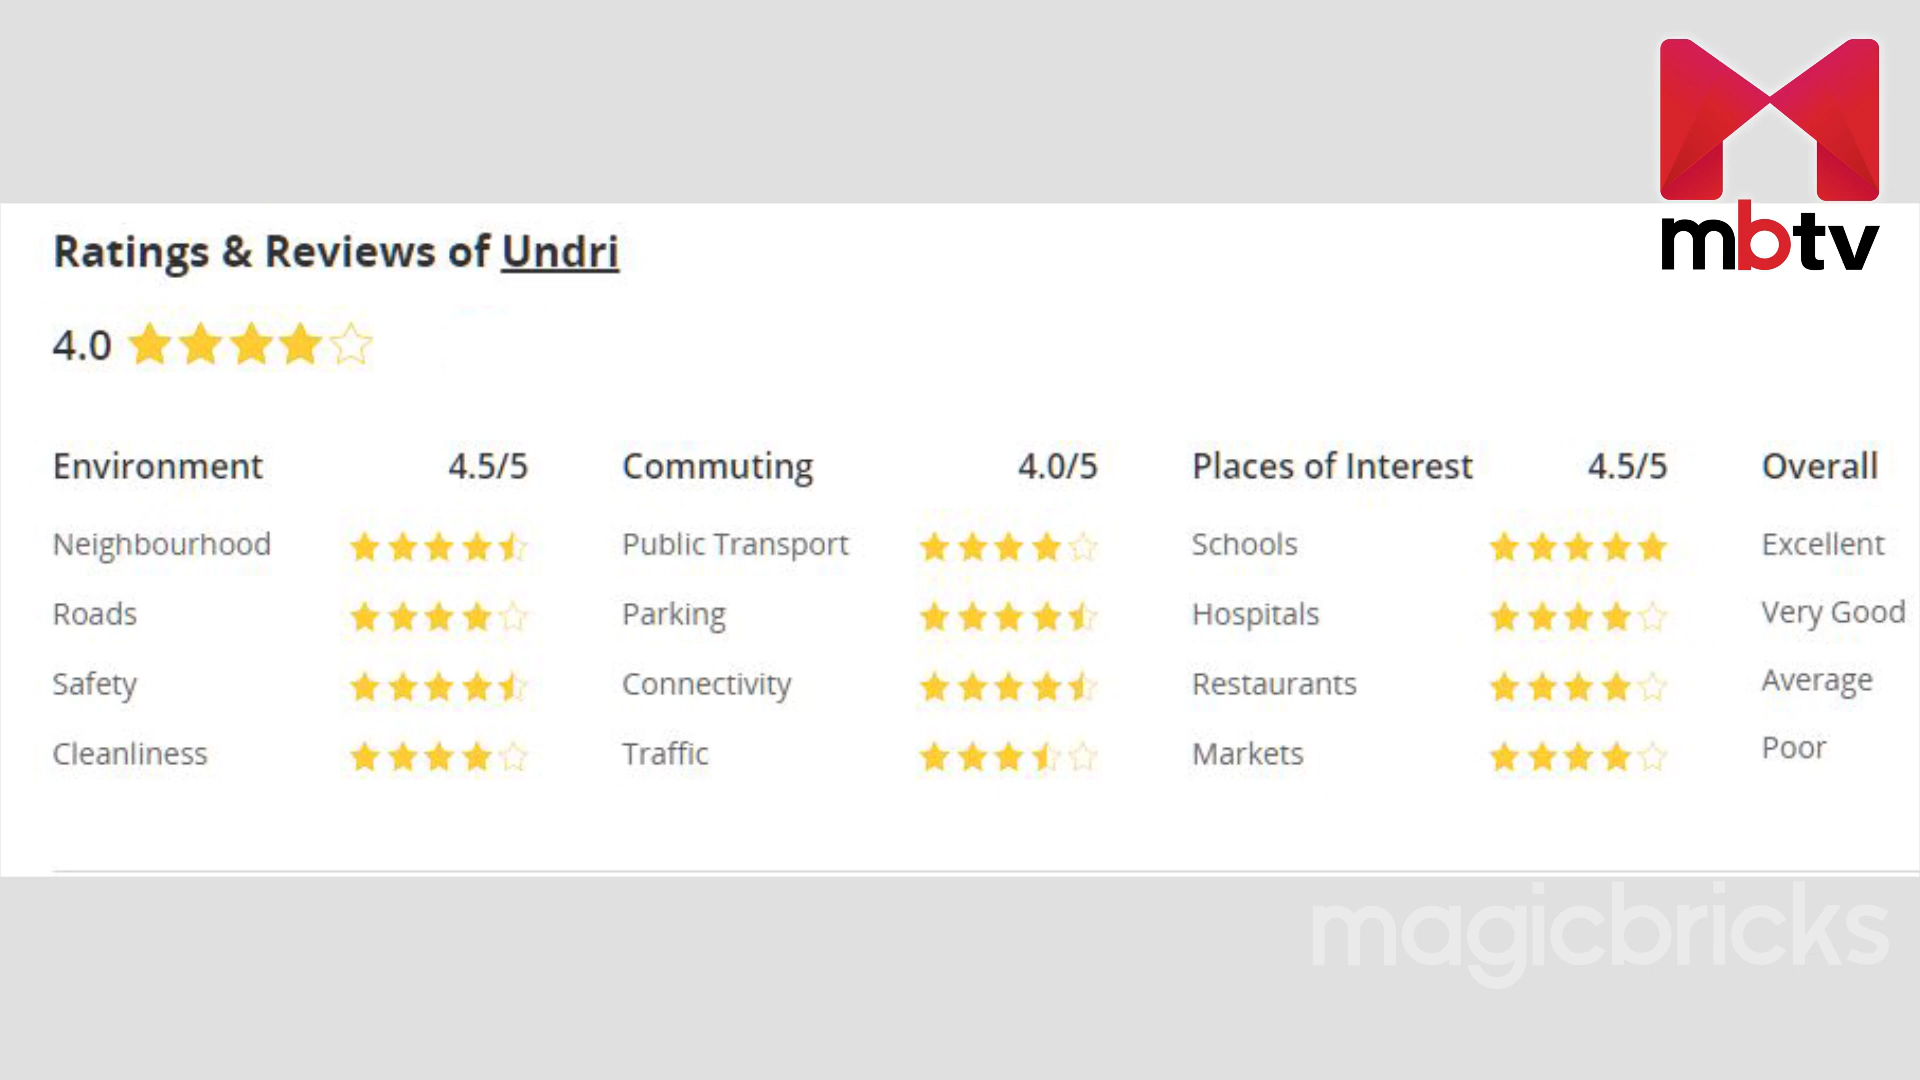 mbtv
Ratings & Reviews of Undri
4.0
Environment 4.5/5
Neighbourhood
Roads
Safety
Cleanliness
Commuting 4.0/5
Public Transport
Parking
Connectivity
Traffic
Places of Interest 4.5/5
Schools
Hospitals
Restaurants
Markets
Overall
Excellent
Very Good
Average
Poor
magicbricks